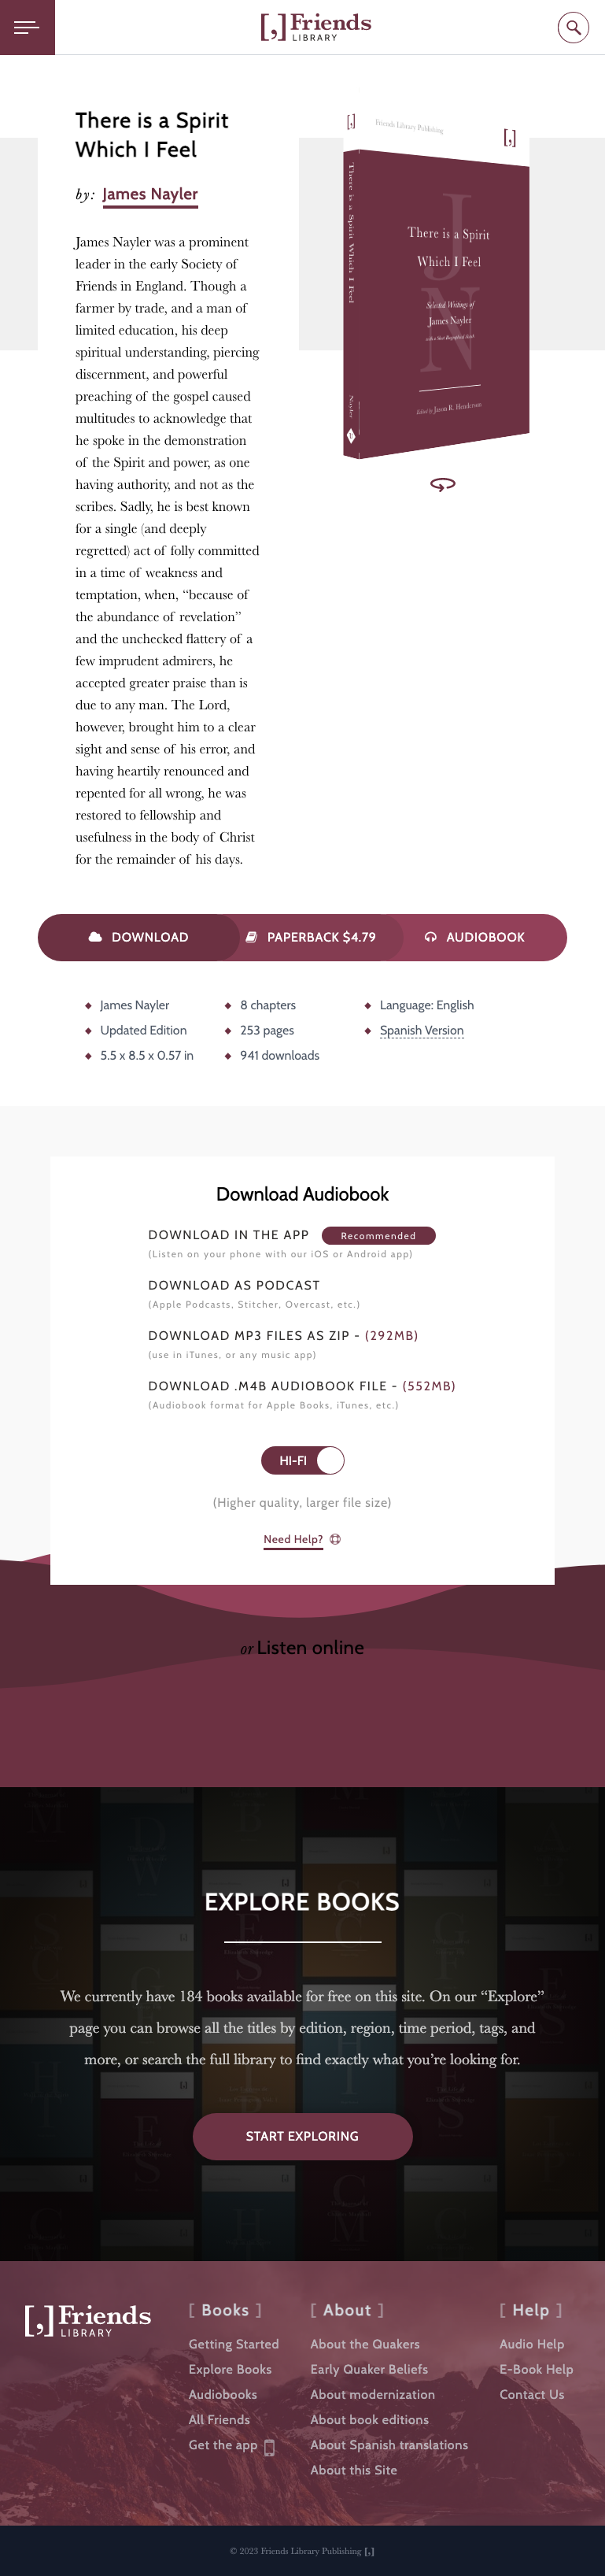 [,] Friends
LIBRARY
There is a Spirit
Which I Feel
by: James Nayler
James Nayler was a prominent
leader in the early Society of
Friends in England. Though a
farmer by trade, and a man of
limited education, his deep
spiritual understanding, piercing
discernment, and powerful
preaching of the gospel caused
multitudes to acknowledge that
he spoke in the demonstration
of the Spirit and power, as one
having authority, and not as the
scribes. Sadly, he is best known
for a single (and deeply
regretted) act of folly committed
in a time of weakness and
temptation, when, “because of
the abundance of revelation”
and the unchecked flattery of a
few imprudent admirers, he
accepted greater praise than is
due to any man. The Lord,
however, brought him to a clear
sight and sense of his error, and
having heartily renounced and
repented for all wrong, he was
restored to fellowship and
usefulness in the body of Christ
for the remainder of his days.
[,]
Friends Library Publishing
[,]
There is a Spirit Which I Feel
Nayler
JN
There is a Spirit
Which I Feel
Selected Writings of
James Nayler
Edited by Jason R. Henderson
DOWNLOAD
PAPERBACK $4.79
AUDIOBOOK
James Nayler
8 chapters
Language: English
Updated Edition
253 pages
Spanish Version
5.5 x 8.5 x 0.57 in
941 downloads
Download Audiobook
DOWNLOAD IN THE APP Recommended
(Listen on your phone with our iOS or Android app)
DOWNLOAD AS PODCAST
(Apple Podcasts, Stitcher, Overcast, etc.)
DOWNLOAD MP3 FILES AS ZIP - (292MB)
(use in iTunes, or any music app)
DOWNLOAD .M4B AUDIOBOOK FILE - (552MB)
(Audiobook format for Apple Books, iTunes, etc.)
HI-FI
(Higher quality, larger file size)
Need Help?
or Listen online
EXPLORE BOOKS
We currently have 184 books available for free on this site. On our “Explore”
page you can browse all the titles by edition, region, time period, tags, and
more, or search the full library to find exactly what you’re looking for.
START EXPLORING
[,] Friends
LIBRARY
[ Books ]
Getting Started
Explore Books
Audiobooks
All Friends
Get the app
[ About ]
About the Quakers
Early Quaker Beliefs
About modernization
About book editions
About Spanish translations
About this Site
[ Help ]
Audio Help
E-Book Help
Contact Us
© 2023 Friends Library Publishing [,]